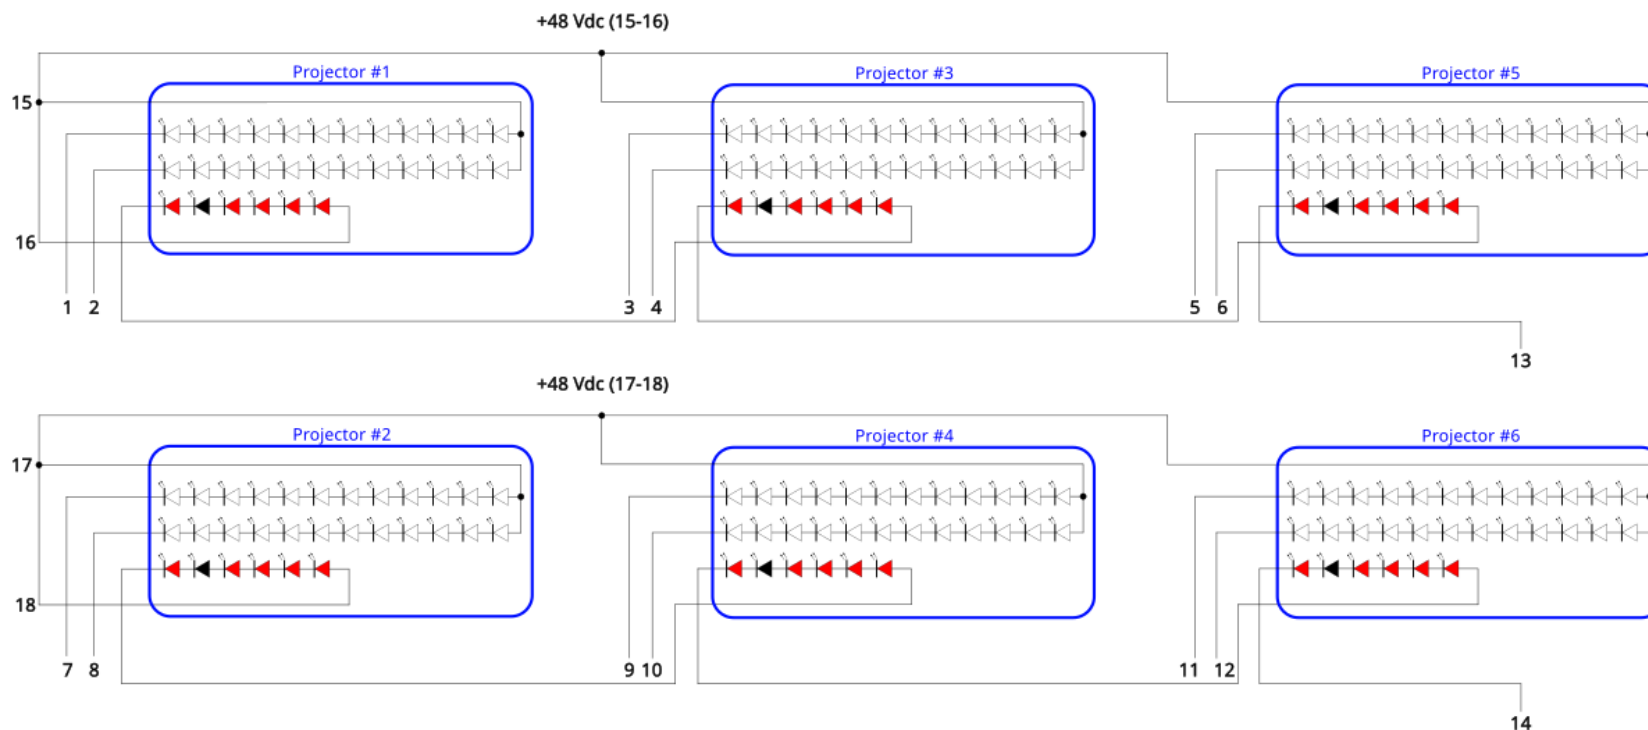 +48 Vdc (15-16)
Projector #1
Projector #3
Projector #5
15
16
1 2
3 4
5 6
13
+48 Vdc (17-18)
Projector #2
Projector #4
Projector #6
17
18
7 8
9 10
11 12
14